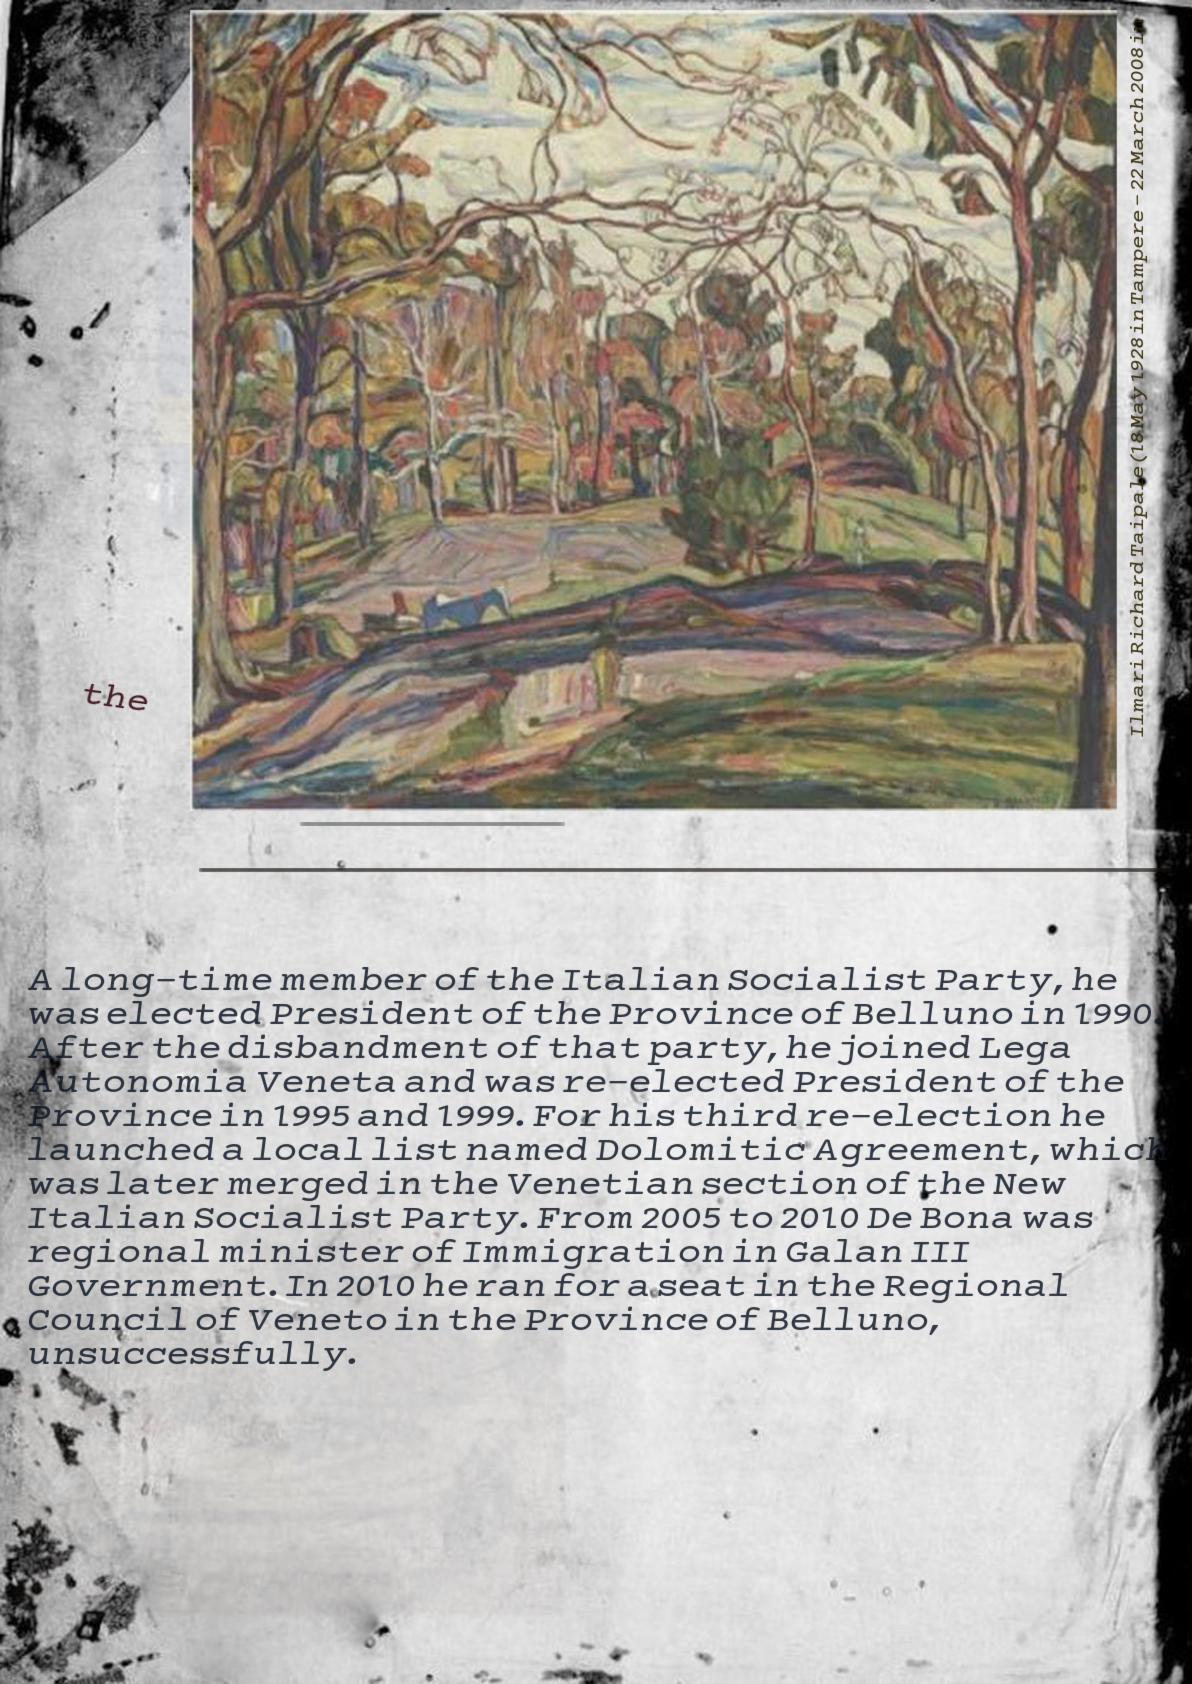 Ilmari Richard Taipale (18 May 1928 in Tampere – 22 March 2008 in
the
A long-time member of the Italian Socialist Party, he
was elected President of the Province of Belluno in 1990.
After the disbandment of that party, he joined Lega
Autonomia Veneta and was re-elected President of the
Province in 1995 and 1999. For his third re-election he
launched a local list named Dolomitic Agreement, which
was later merged in the Venetian section of the New
Italian Socialist Party. From 2005 to 2010 De Bona was
regional minister of Immigration in Galan III
Government. In 2010 he ran for a seat in the Regional
Council of Veneto in the Province of Belluno,
unsuccessfully.